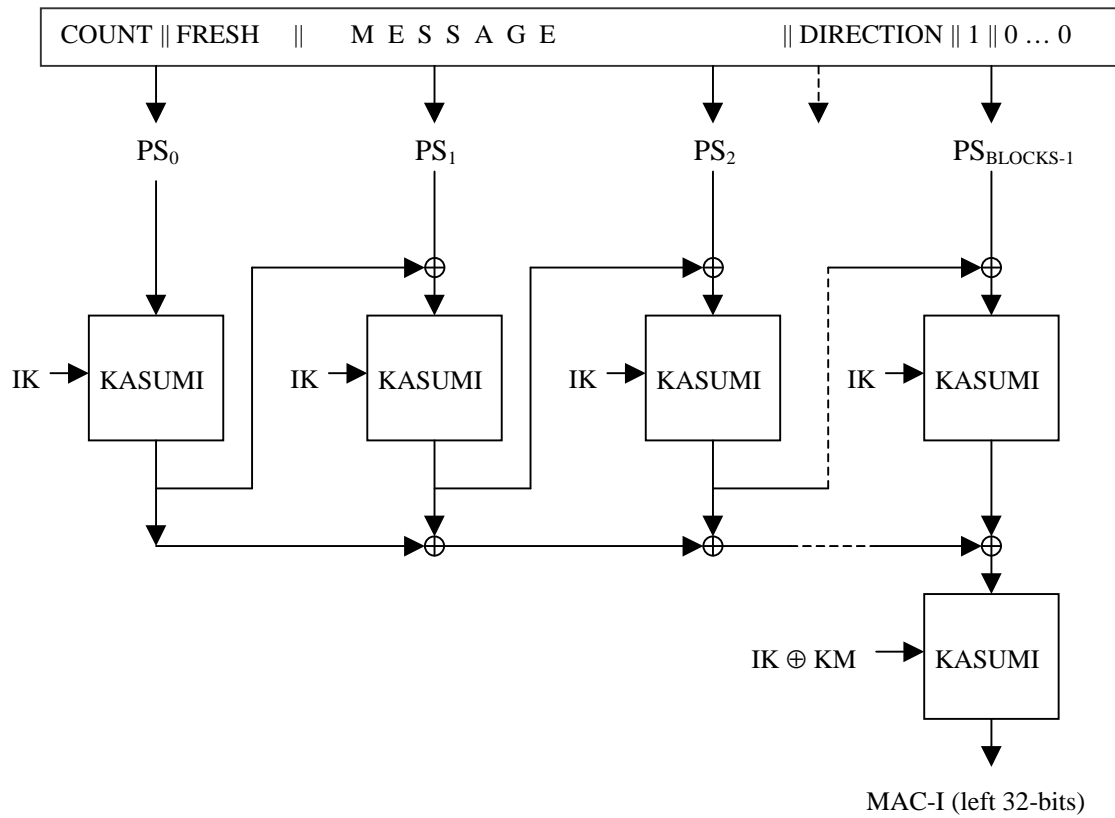 COUNT || FRESH || M E S S A G E || DIRECTION || 1 || 0 … 0
PS₀ PS₁ PS₂ PS_BLOCKS-1
IK KASUMI IK KASUMI IK KASUMI IK KASUMI
IK ⊕ KM KASUMI
MAC-I (left 32-bits)